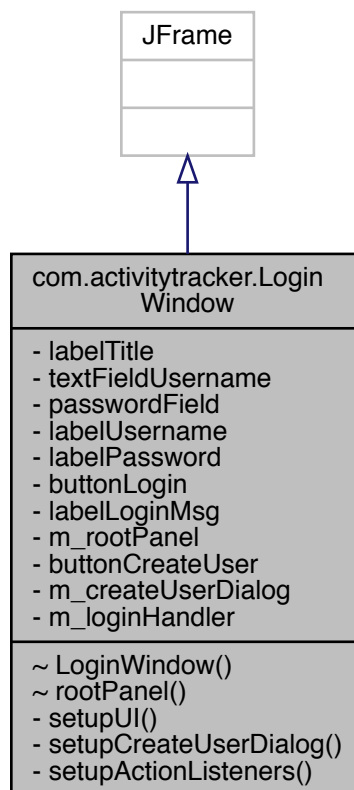 JFrame
com.activitytracker.Login
Window
- labelTitle
- textFieldUsername
- passwordField
- labelUsername
- labelPassword
- buttonLogin
- labelLoginMsg
- m_rootPanel
- buttonCreateUser
- m_createUserDialog
- m_loginHandler
~ LoginWindow()
~ rootPanel()
- setupUI()
- setupCreateUserDialog()
- setupActionListeners()